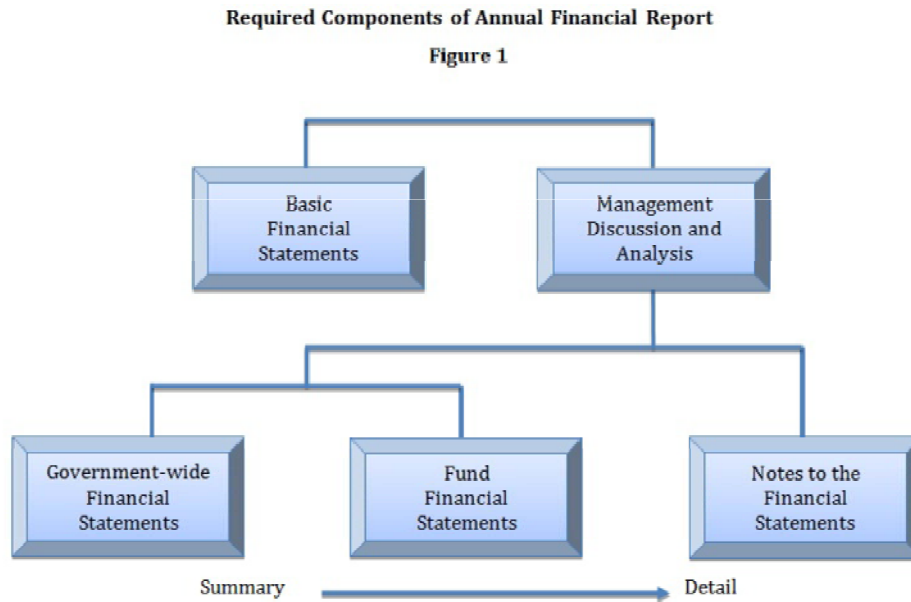 Required Components of Annual Financial Report
Figure 1
Basic
Financial
Statements
Management
Discussion and
Analysis
Government-wide
Financial
Statements
Fund
Financial
Statements
Notes to the
Financial
Statements
Summary
Detail